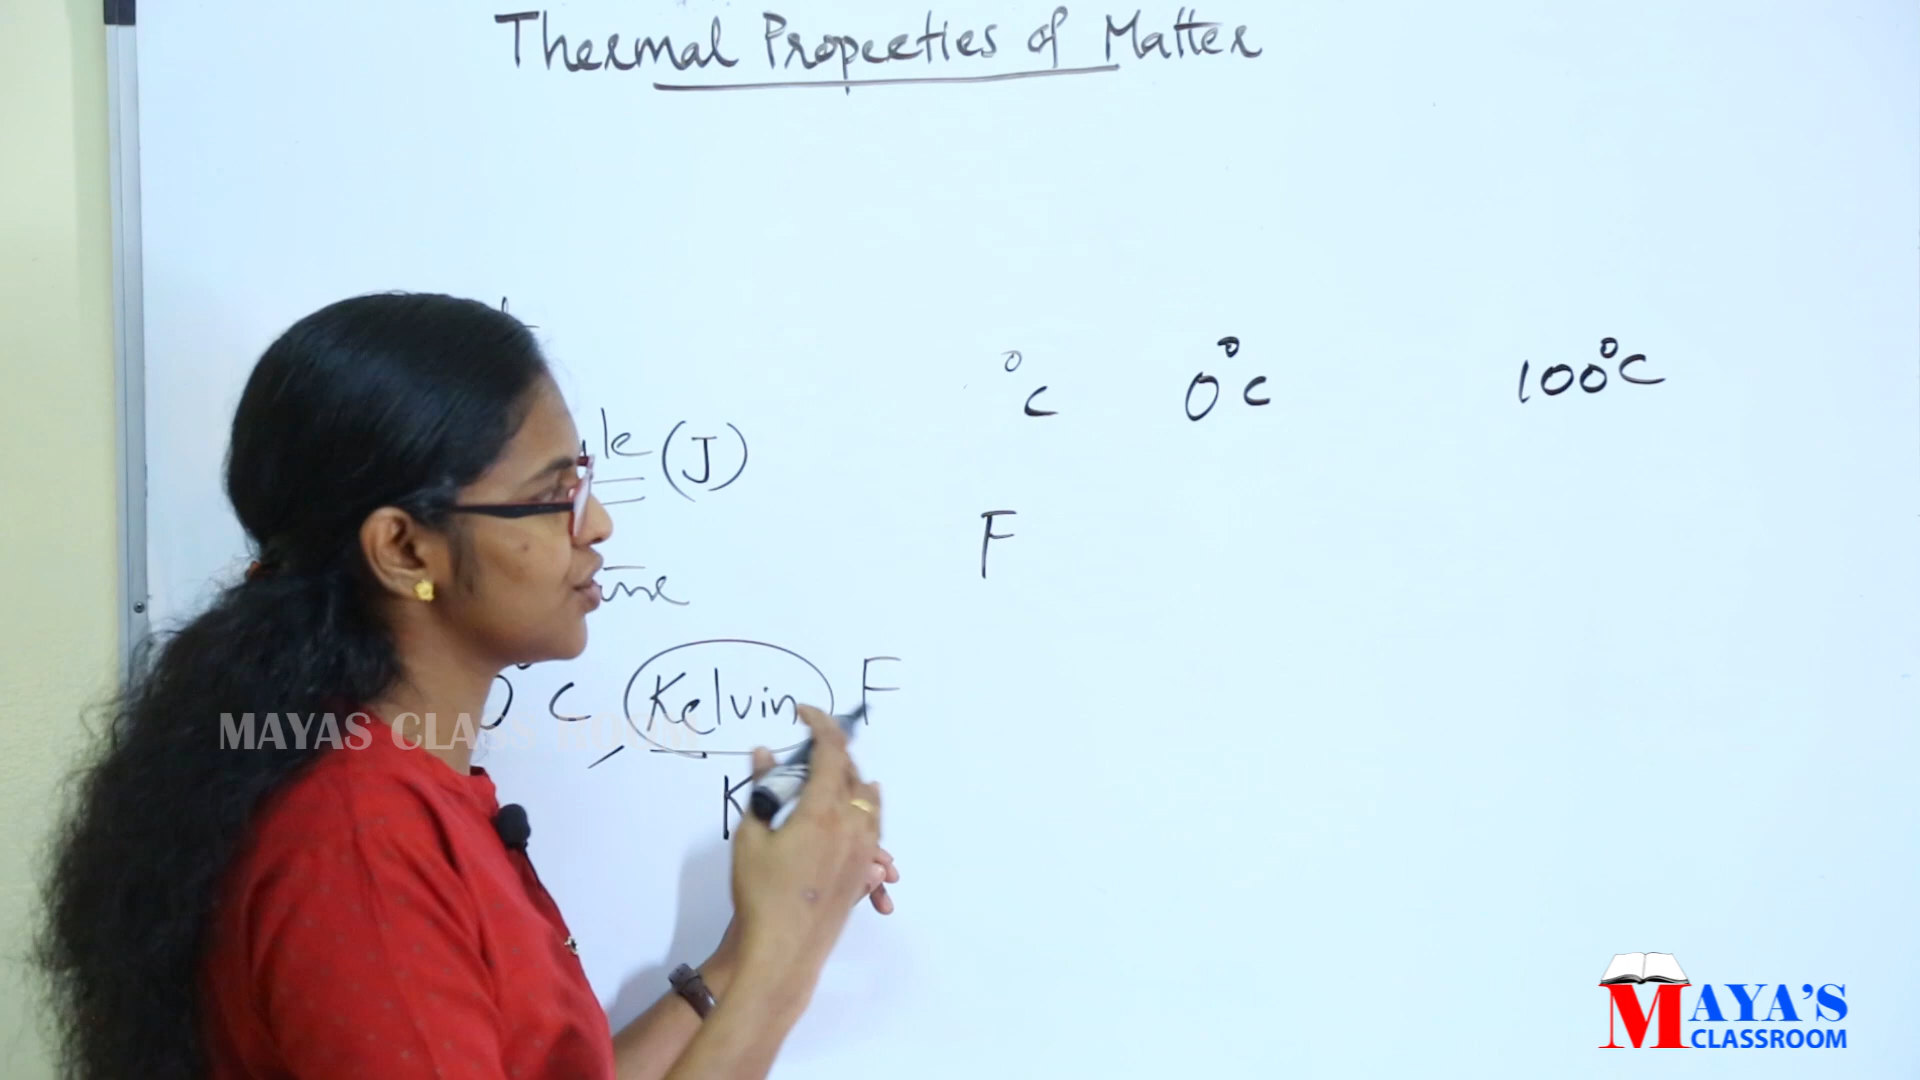 Thermal Properties of Matter
°C 0°C 100°C
(J)
F
°C, Kelvin F
K
MAYAS CLASS ROOM
MAYA'S
CLASSROOM